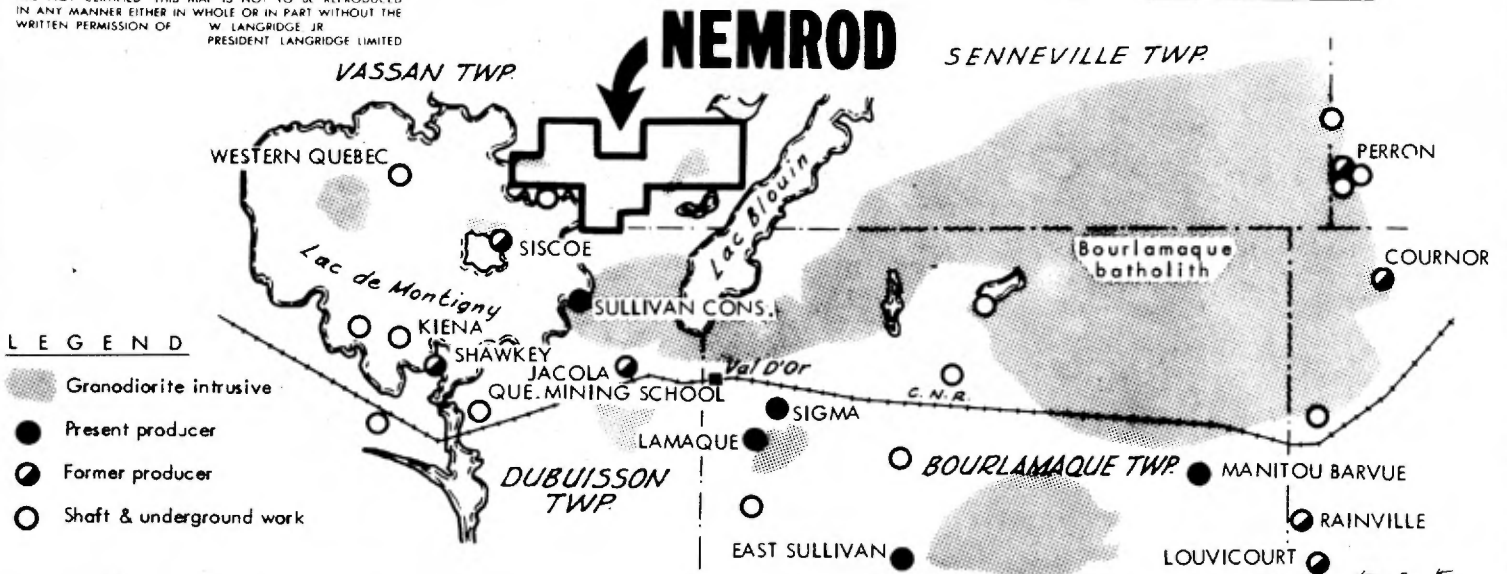 IN ANY MANNER EITHER IN WHOLE OR IN PART WITHOUT THE
WRITTEN PERMISSION OF W LANGRIDGE JR
PRESIDENT LANGRIDGE LIMITED
NEMROD
VASSAN TWP.
SENNEVILLE TWP.
WESTERN QUEBEC
PERRON
Lac Blouin
SISCOE
Bourlamaque
batholith
COURNOR
Lac de Montigny
SULLIVAN CONS.
KIENA
LEGEND
SHAWKEY
Granodiorite intrusive
JACOLA
Val D'Or
QUE. MINING SCHOOL
C.N.R.
SIGMA
Present producer
LAMAQUE
Former producer
DUBUISSON
TWP.
BOURLAMAQUE TWP.
MANITOU BARVUE
Shaft & underground work
RAINVILLE
EAST SULLIVAN
LOUVICOURT